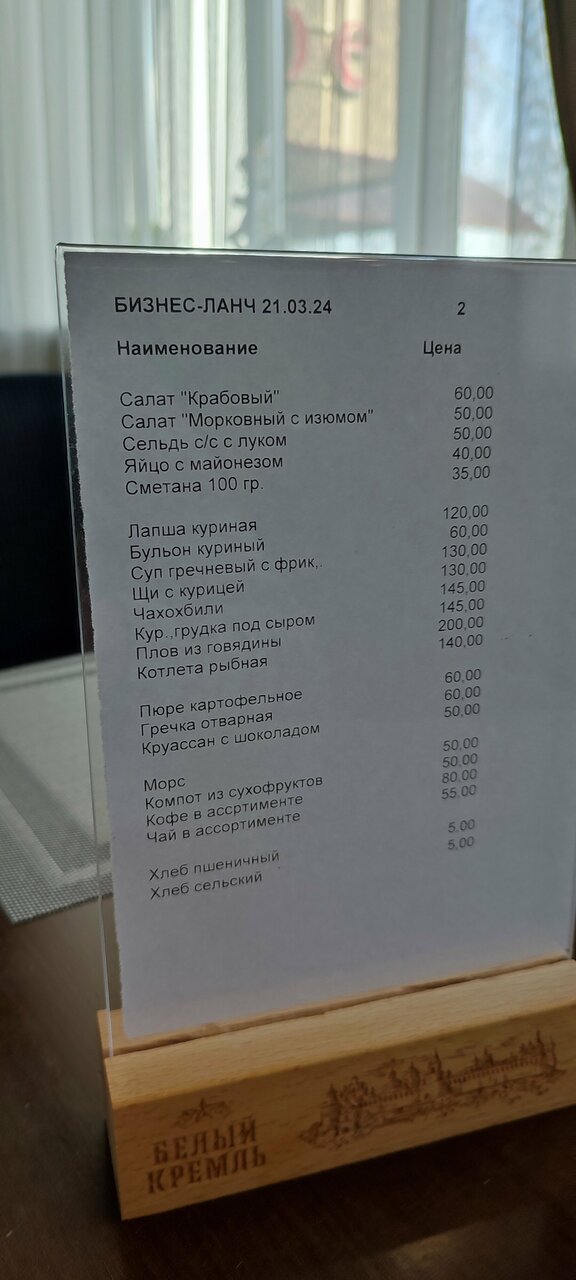 БИЗНЕС-ЛАНЧ 21.03.24 2
Наименование Цена
Салат "Крабовый" 60,00
Салат "Морковный с изюмом" 50,00
Сельдь с/с с луком 50,00
Яйцо с майонезом 40,00
Сметана 100 гр. 35,00
Лапша куриная 120,00
Бульон куриный 60,00
Суп гречневый с фрик,. 130,00
Щи с курицей 130,00
Чахохбили 145,00
Кур.,грудка под сыром 145,00
Плов из говядины 200,00
Котлета рыбная 140,00
Пюре картофельное 60,00
Гречка отварная 60,00
Круассан с шоколадом 50,00
Морс 50,00
Компот из сухофруктов 50.00
Кофе в ассртименте 80.00
Чай в ассортименте 55.00
Хлеб пшеничный 5.00
Хлеб сельский 5,00
БЕЛЫЙ
КРЕМЛЬ